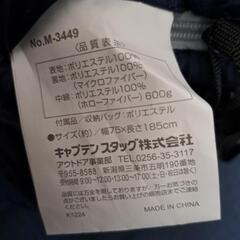 No.M-3449
〈品質表示〉
表地：ポリエステル100%
裏地：ポリエステル100%
(マイクロファイバー)
中綿：ポリエステル100%
(ホローファイバー) 600g
付属品／収納バッグ：ポリエステル
●サイズ(約)／幅75×長さ185cm
キャプテンスタッグ株式会社
アウトドア事業部 TEL.0256-35-3117
〒955-8588 新潟県三条市五明190番地
K1224
MADE IN CHINA